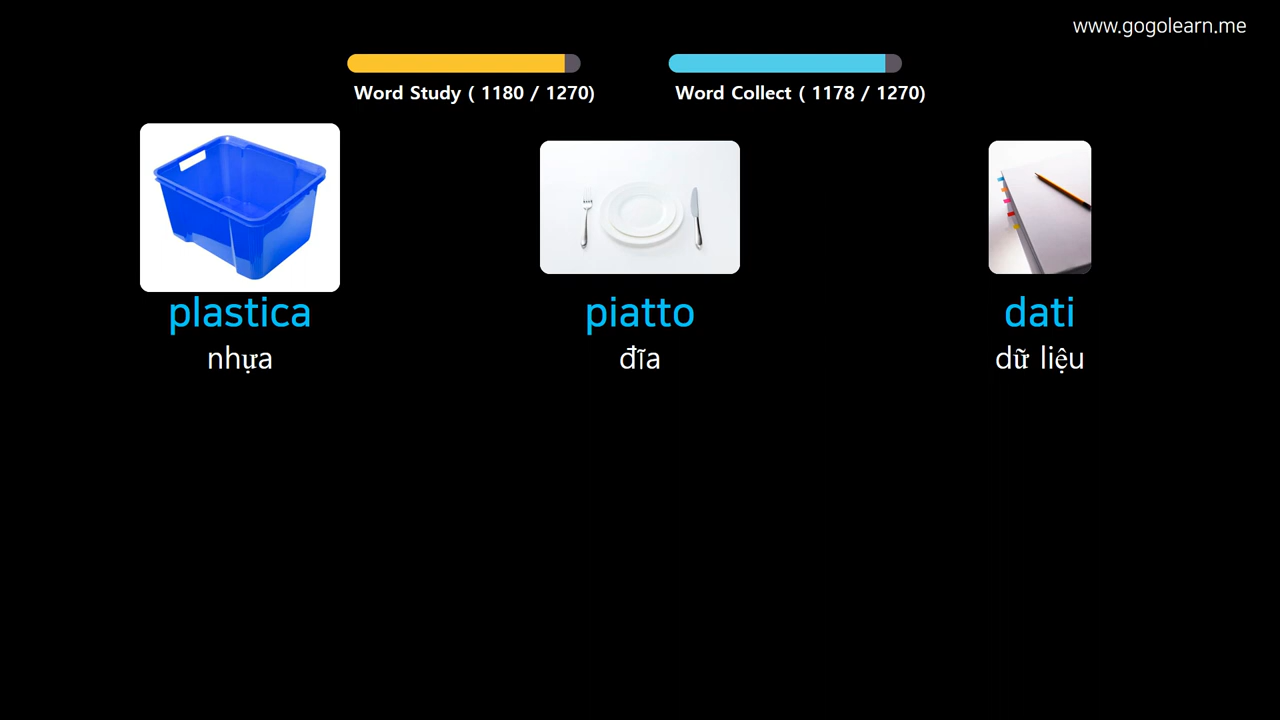 www.gogolearn.me
Word Study ( 1180 / 1270)
Word Collect ( 1178 / 1270)
plastica
nhựa
piatto
đĩa
dati
dữ liệu